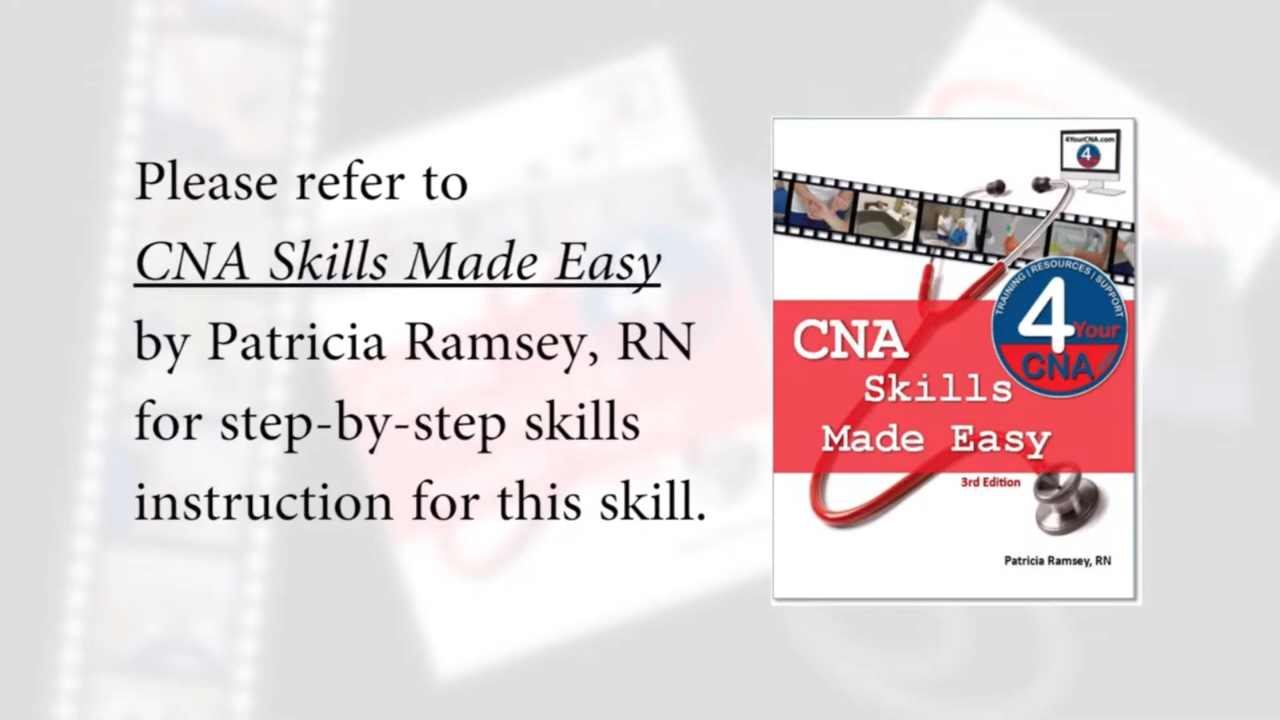 Please refer to
CNA Skills Made Easy
by Patricia Ramsey, RN
for step-by-step skills
instruction for this skill.
4YourCNA.com
4
TRAINING | RESOURCES | SUPPORT
4 Your
CNA
CNA
Skills
Made Easy
3rd Edition
Patricia Ramsey, RN